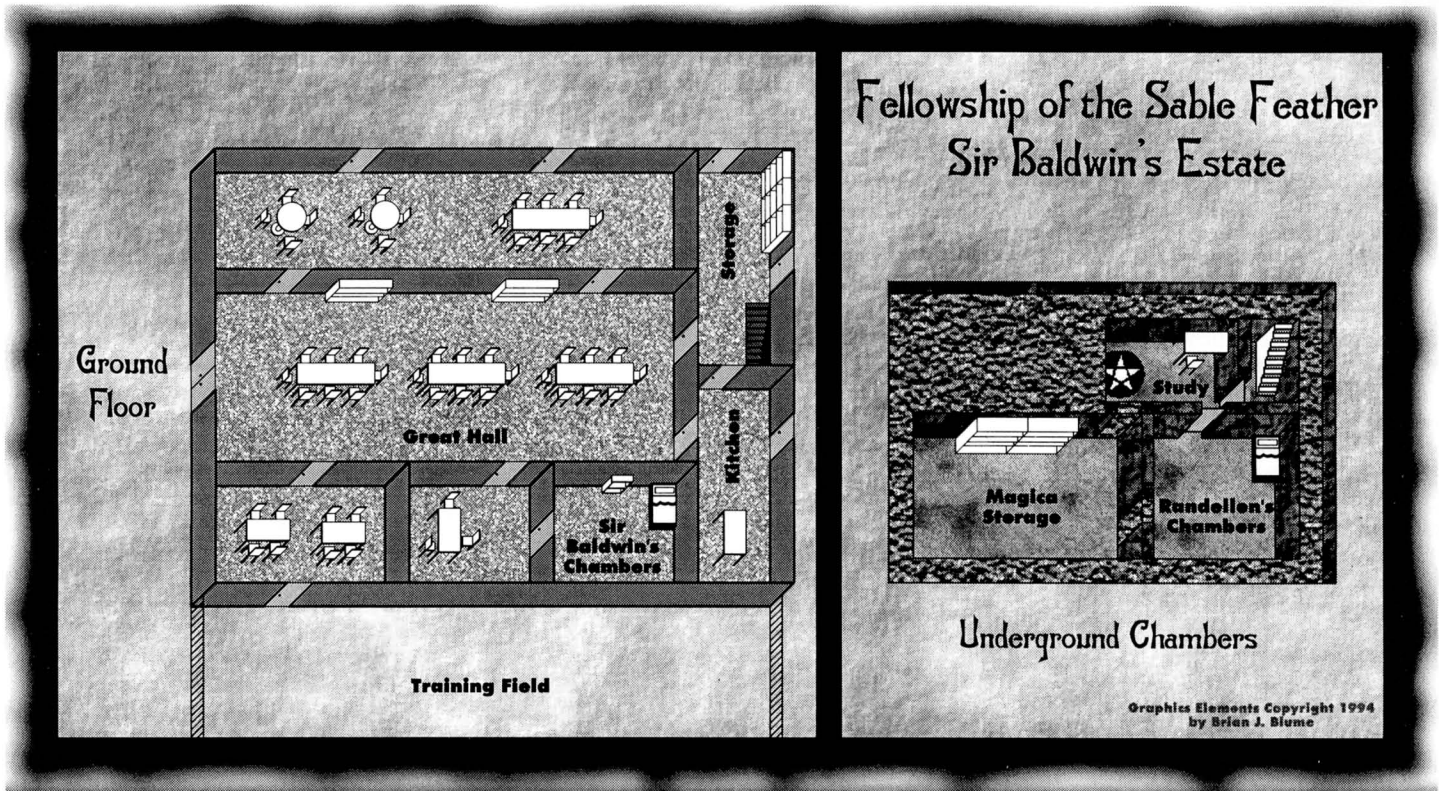 Fellowship of the Sable Feather
Sir Baldwin's Estate
Ground
Floor
Storage
Great Hall
Kitchen
Sir
Baldwin's
Chambers
Training Field
Study
Magica
Storage
Randellen's
Chambers
Underground Chambers
Graphics Elements Copyright 1994
by Brian J. Blume